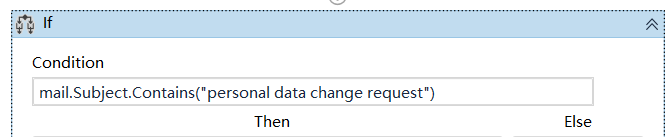 If
Condition
mail.Subject.Contains("personal data change request")
Then
Else